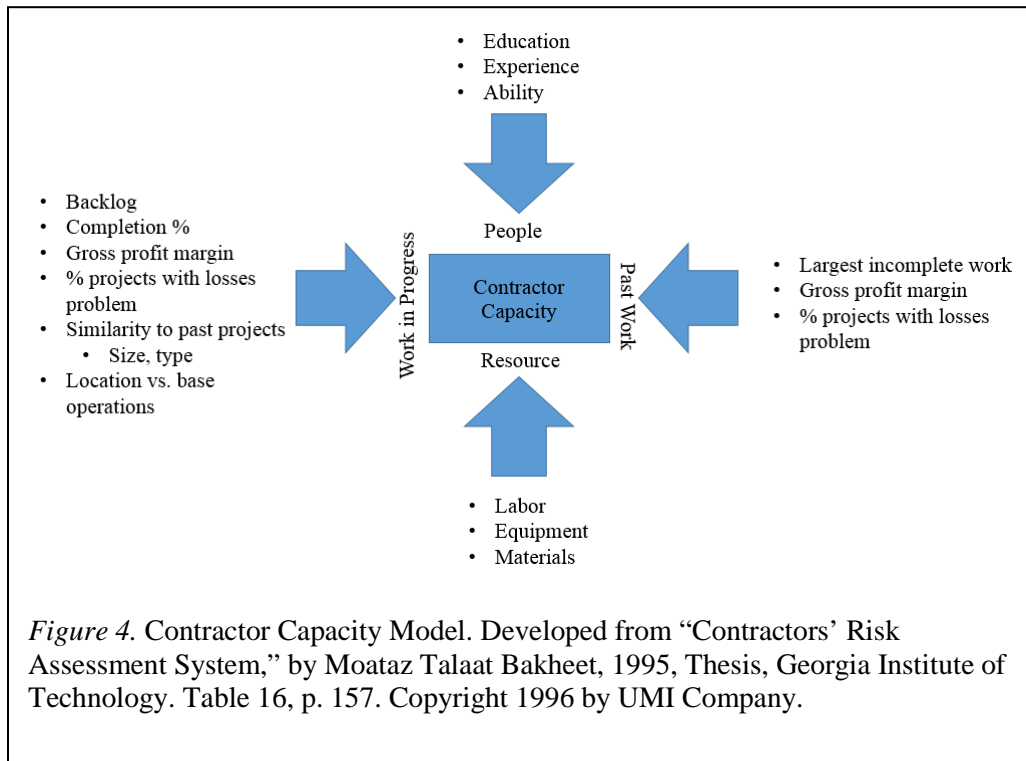 • Education
• Experience
• Ability
• Backlog
• Completion %
• Gross profit margin
• % projects with losses
problem
• Similarity to past projects
• Size, type
• Location vs. base
operations
Work in Progress
People
Contractor
Capacity
Resource
Past Work
• Largest incomplete work
• Gross profit margin
• % projects with losses
problem
• Labor
• Equipment
• Materials
Figure 4. Contractor Capacity Model. Developed from “Contractors’ Risk
Assessment System,” by Moataz Talaat Bakheet, 1995, Thesis, Georgia Institute of
Technology. Table 16, p. 157. Copyright 1996 by UMI Company.